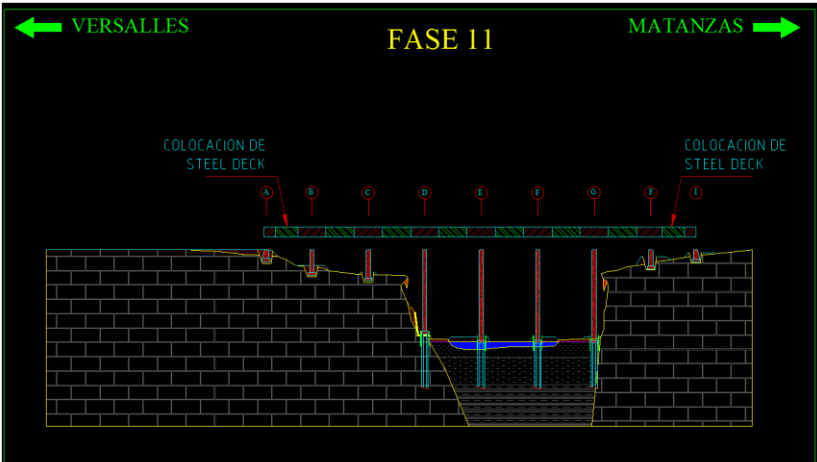 VERSALLES
MATANZAS
FASE 11
COLOCACION DE
STEEL DECK
COLOCACION DE
STEEL DECK
A B C D E F G F I